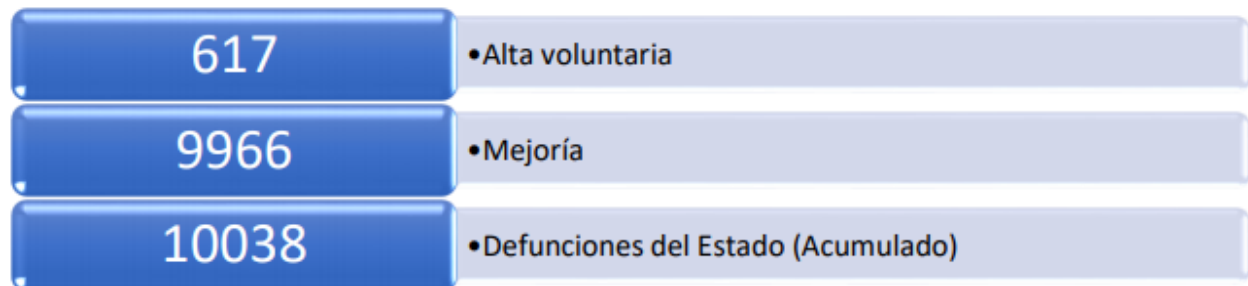 617
•Alta voluntaria
9966
•Mejoría
10038
•Defunciones del Estado (Acumulado)